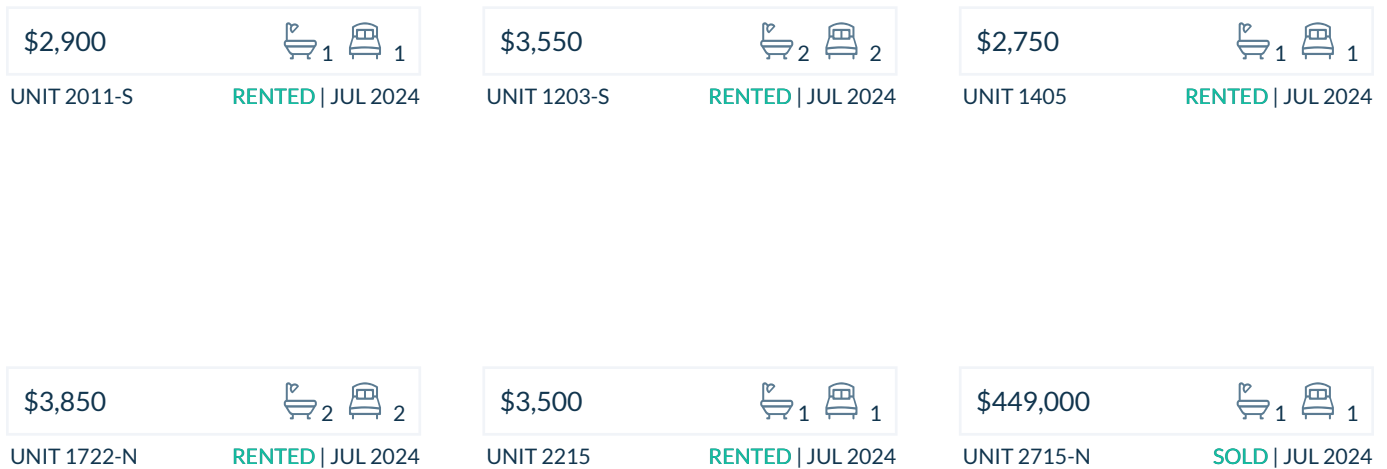 $2,900 1 1
UNIT 2011-S RENTED | JUL 2024
$3,550 2 2
UNIT 1203-S RENTED | JUL 2024
$2,750 1 1
UNIT 1405 RENTED | JUL 2024
$3,850 2 2
UNIT 1722-N RENTED | JUL 2024
$3,500 1 1
UNIT 2215 RENTED | JUL 2024
$449,000 1 1
UNIT 2715-N SOLD | JUL 2024